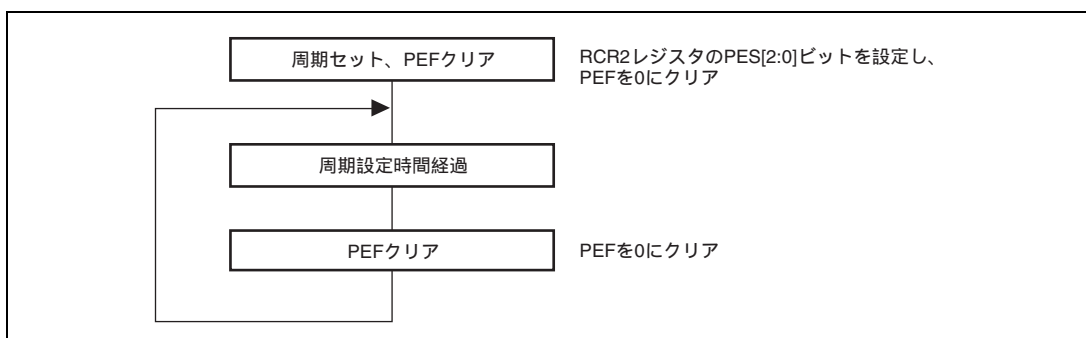 周期セット、PEFクリア
RCR2レジスタのPES[2:0]ビットを設定し、
PEFを0にクリア
周期設定時間経過
PEFクリア
PEFを0にクリア